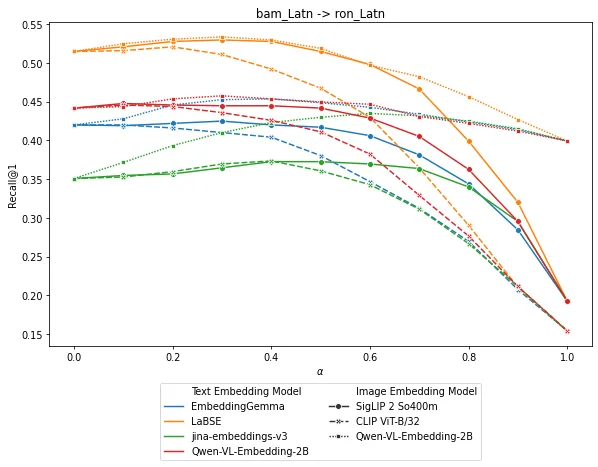 bam_Latn -> ron_Latn
Recall@1
0.55
0.50
0.45
0.40
0.35
0.30
0.25
0.20
0.15
0.0
0.2
0.4
0.6
0.8
1.0
α
Text Embedding Model
EmbeddingGemma
LaBSE
jina-embeddings-v3
Qwen-VL-Embedding-2B
Image Embedding Model
SigLIP 2 So400m
CLIP ViT-B/32
Qwen-VL-Embedding-2B